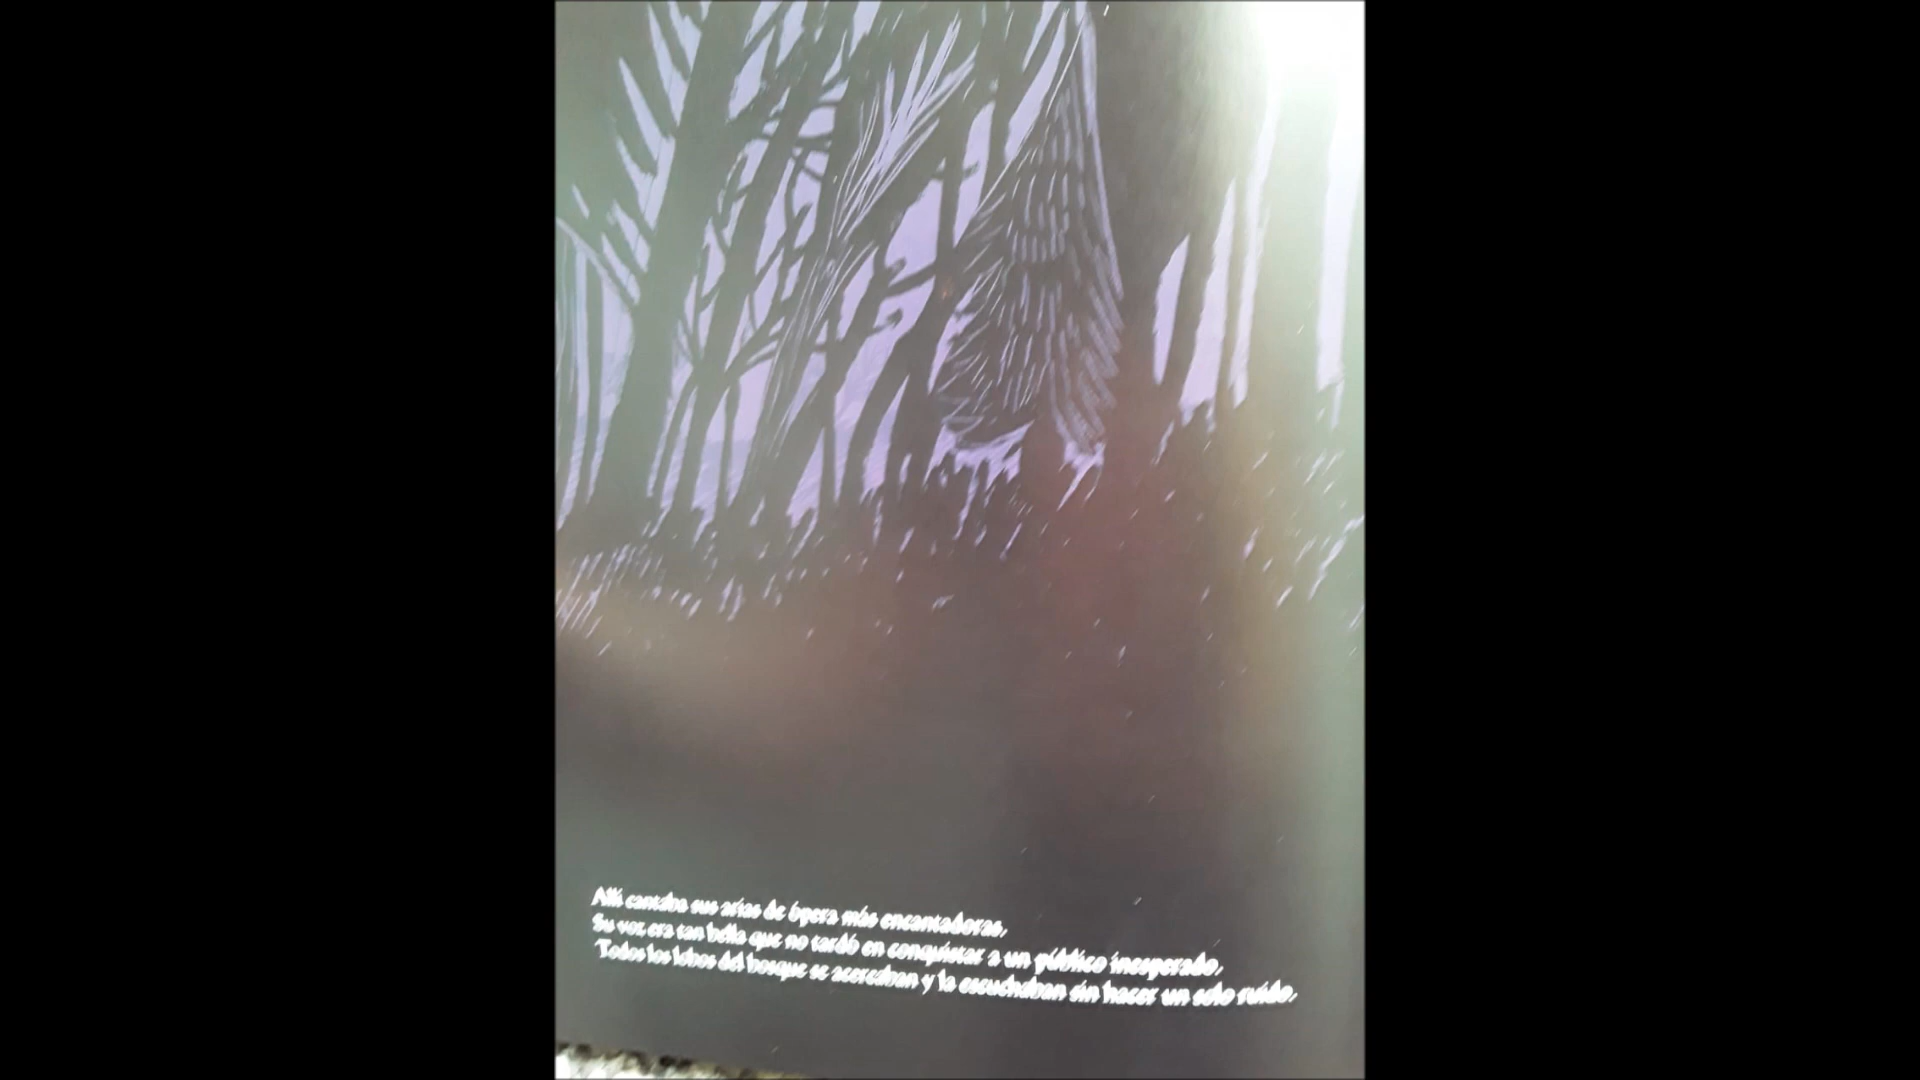 Allí cantaba sus arias de ópera más encantadoras.
Su voz era tan bella que no tardó en conquistar a un público inesperado.
Todos los lobos del bosque se acercaban y la escuchaban sin hacer un solo ruido.